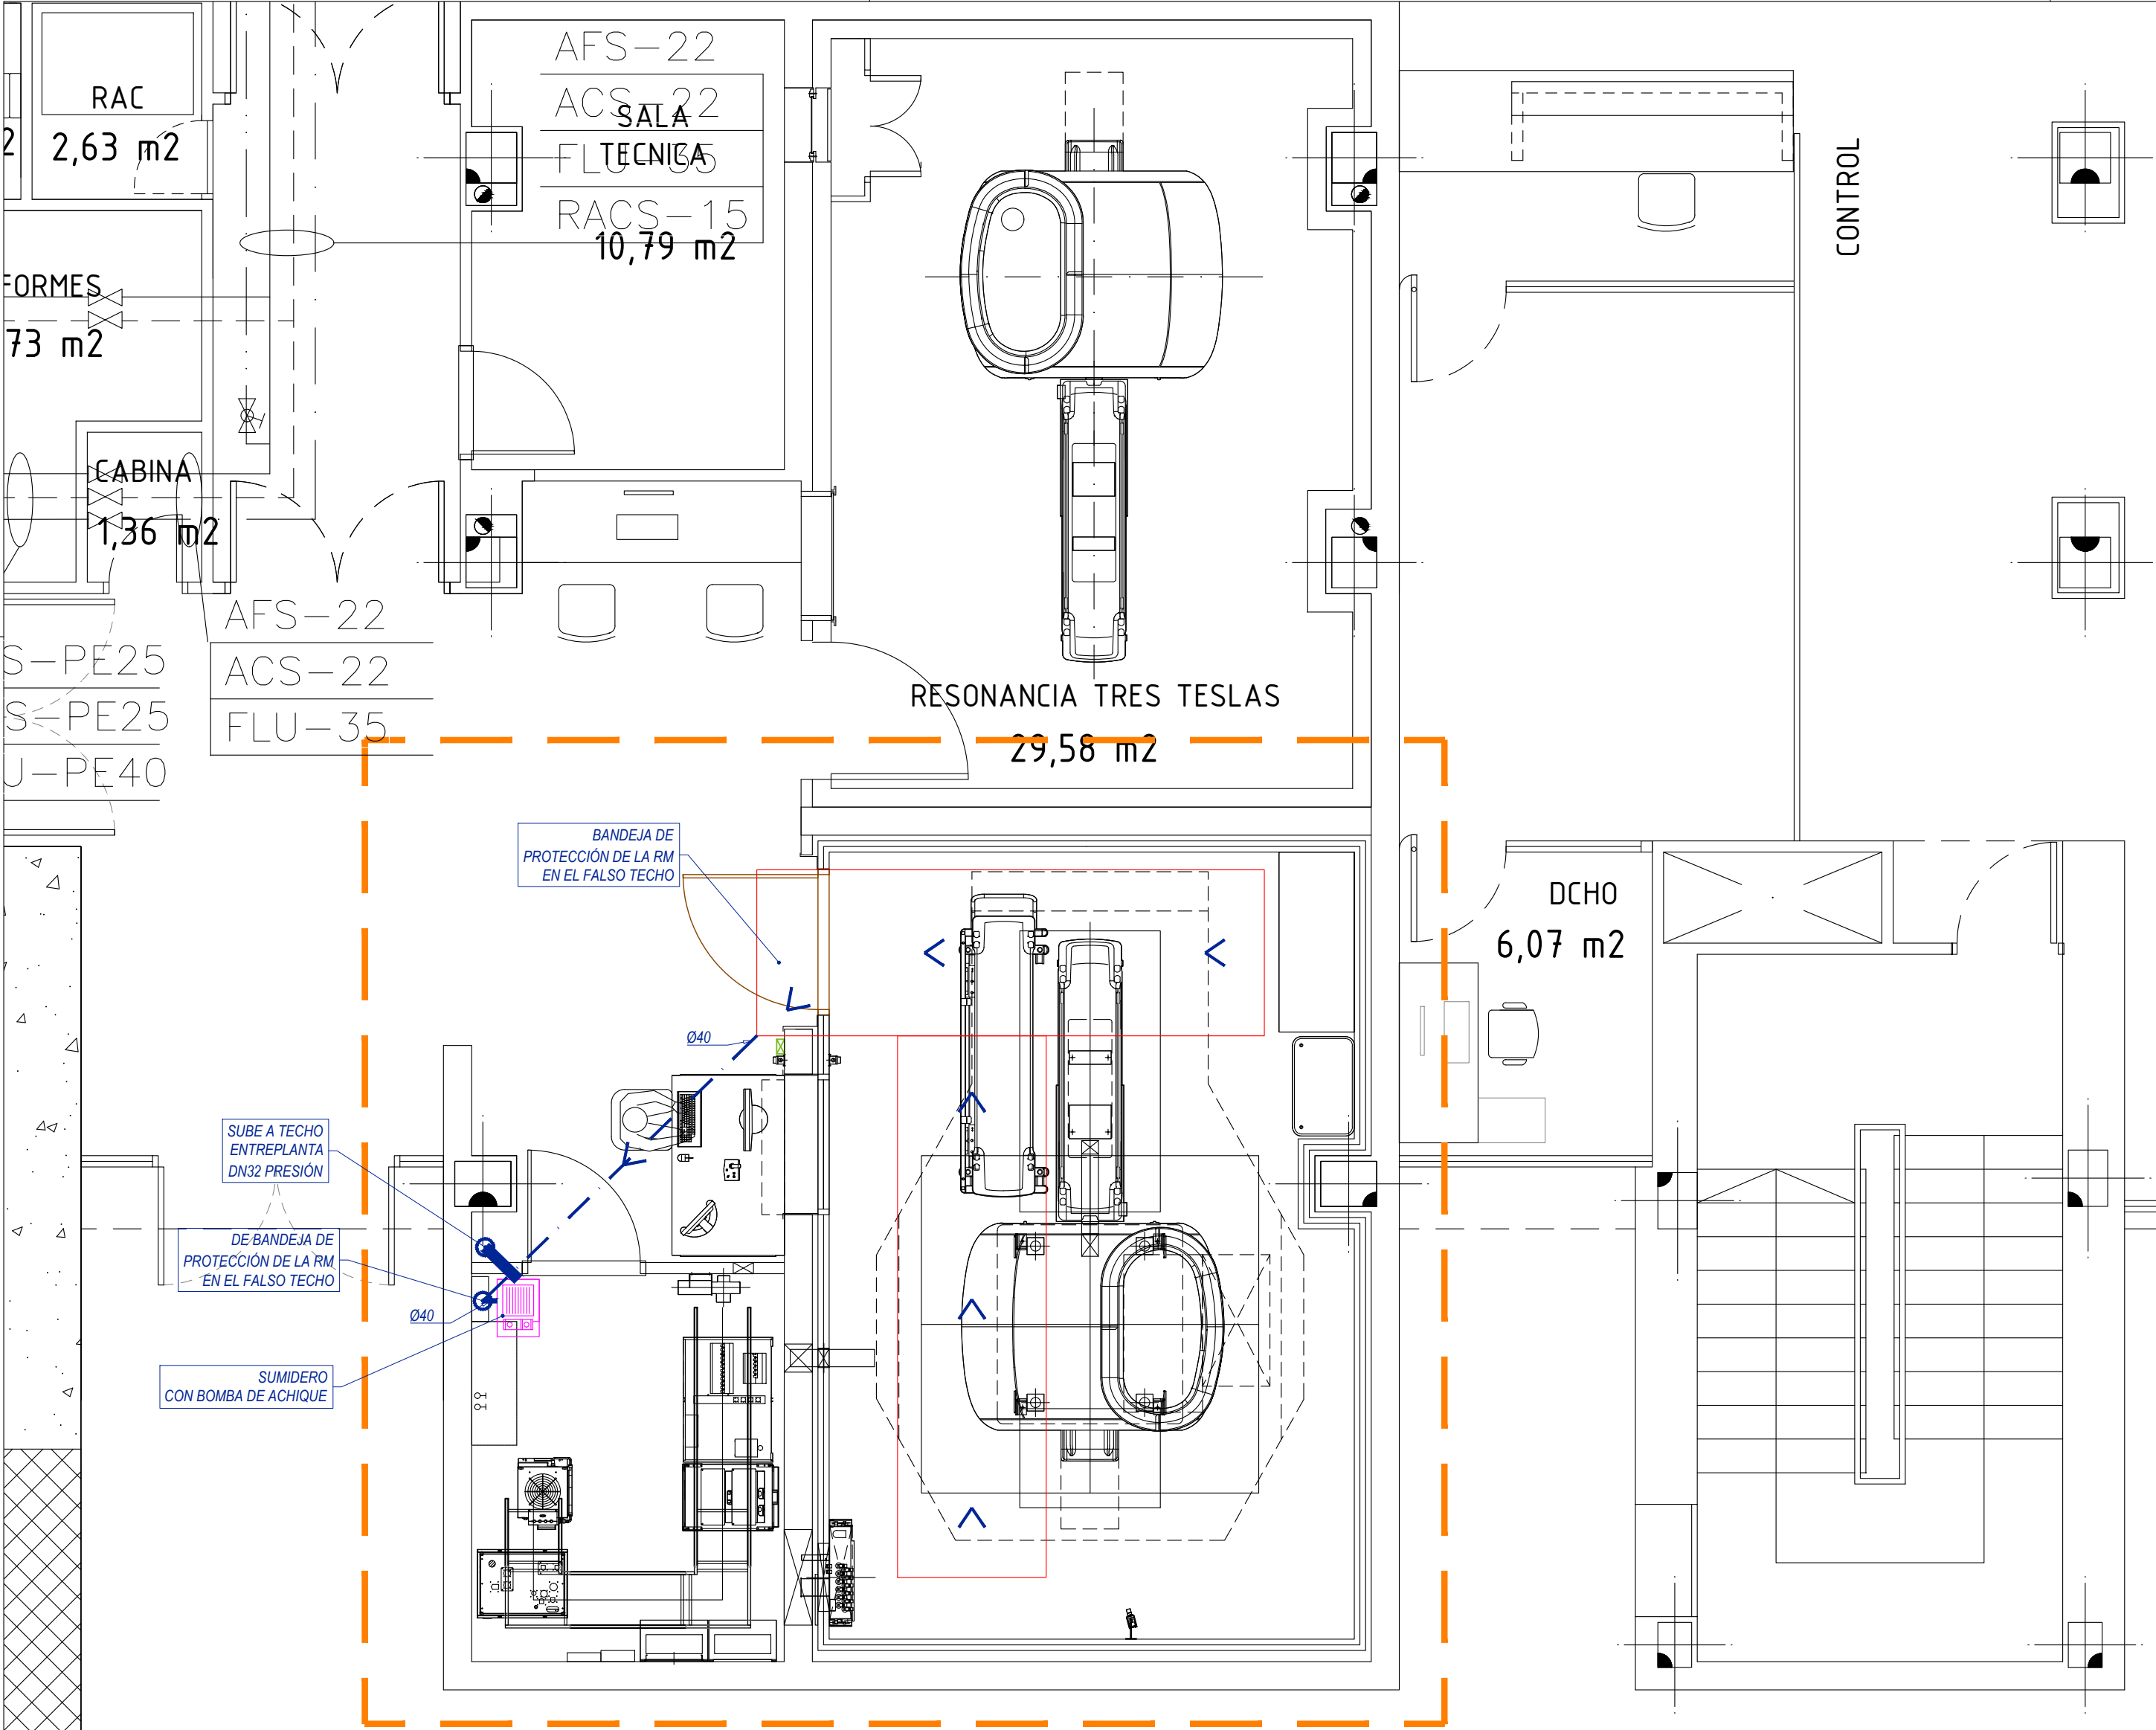 AFS-22
ACS-22
FLU-35
RACS-15
SALA
TECNICA
10,79 m2
RAC
2,63 m2
2
FORMES
73 m2
CABINA
1,36 m2
CONTROL
AFS-22
ACS-22
FLU-35
S-PE25
S-PE25
U-PE40
RESONANCIA TRES TESLAS
29,58 m2
BANDEJA DE
PROTECCIÓN DE LA RM
EN EL FALSO TECHO
DCHO
6,07 m2
Ø40
SUBE A TECHO
ENTREPLANTA
DN32 PRESIÓN
DE BANDEJA DE
PROTECCIÓN DE LA RM
EN EL FALSO TECHO
Ø40
SUMIDERO
CON BOMBA DE ACHIQUE